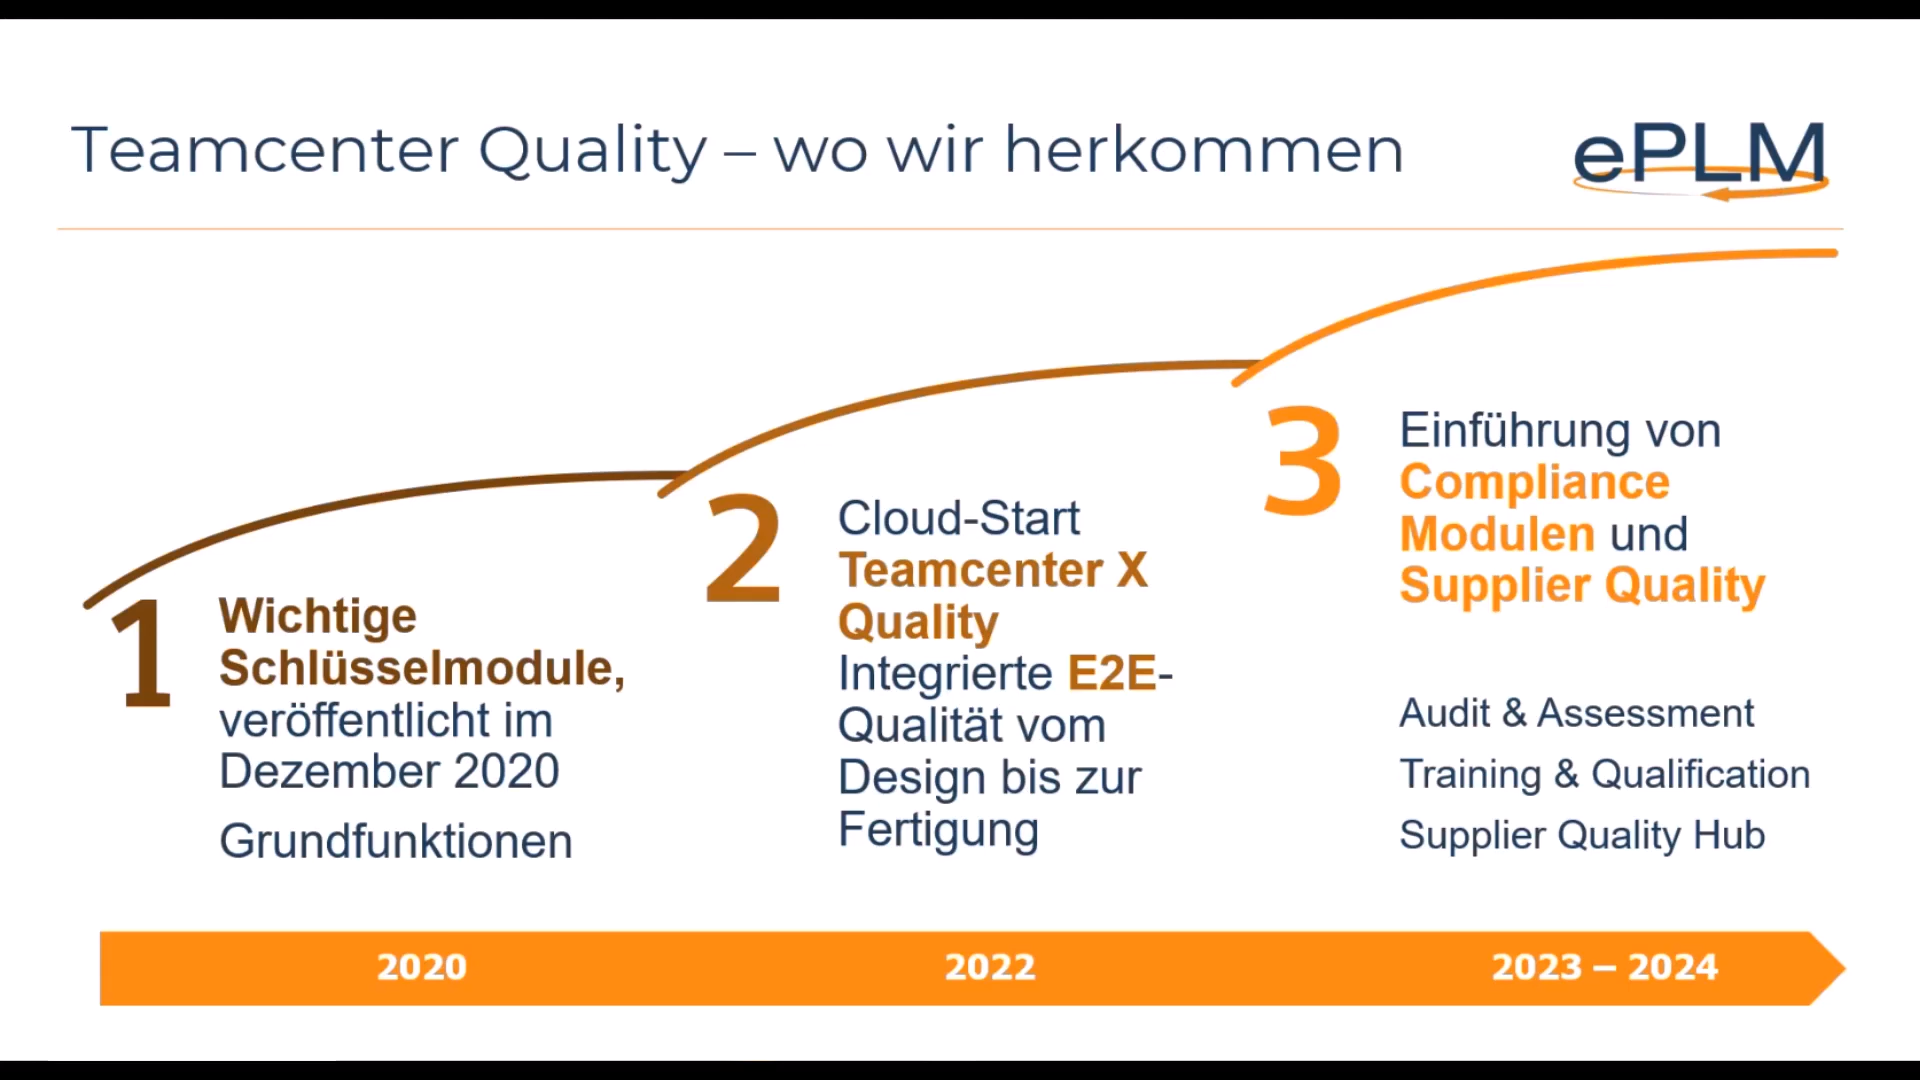 Teamcenter Quality – wo wir herkommen
ePLM
1
Wichtige
Schlüsselmodule,
veröffentlicht im
Dezember 2020
Grundfunktionen
2
Cloud-Start
Teamcenter X
Quality
Integrierte E2E-
Qualität vom
Design bis zur
Fertigung
3
Einführung von
Compliance
Modulen und
Supplier Quality
Audit & Assessment
Training & Qualification
Supplier Quality Hub
2020
2022
2023 – 2024